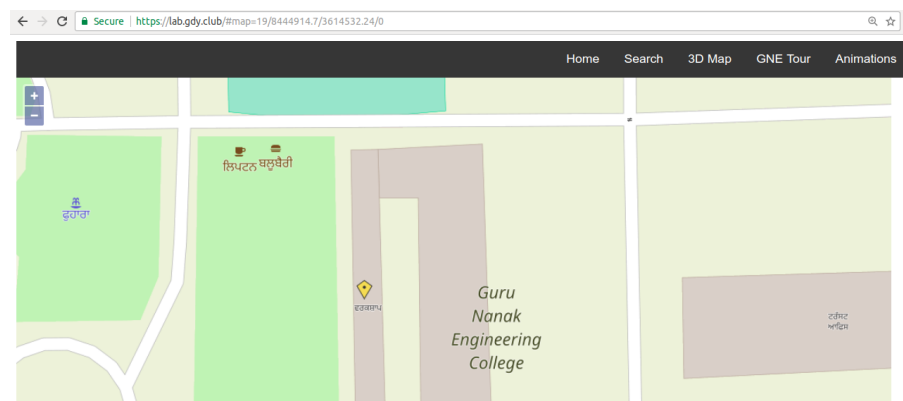 Secure | https://lab.gdy.club/#map=19/8444914.7/3614532.24/0
Home Search 3D Map GNE Tour Animations
+
−
ਲਿਪਟਨ
ਬਲੂਬੈਰੀ
ਫੁਹਾਰਾ
ਵਰਕਸ਼ਾਪ
Guru
Nanak
Engineering
College
ਟਰੱਸਟ
ਆਫਿਸ